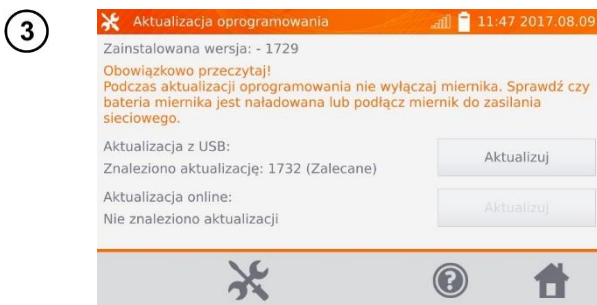 3
Aktualizacja oprogramowania 11:47 2017.08.09
Zainstalowana wersja: - 1729
Obowiązkowo przeczytaj!
Podczas aktualizacji oprogramowania nie wyłączaj miernika. Sprawdź czy
bateria miernika jest naładowana lub podłącz miernik do zasilania
sieciowego.
Aktualizacja z USB:
Znaleziono aktualizację: 1732 (Zalecane)
Aktualizuj
Aktualizacja online:
Nie znaleziono aktualizacji
Aktualizuj
?